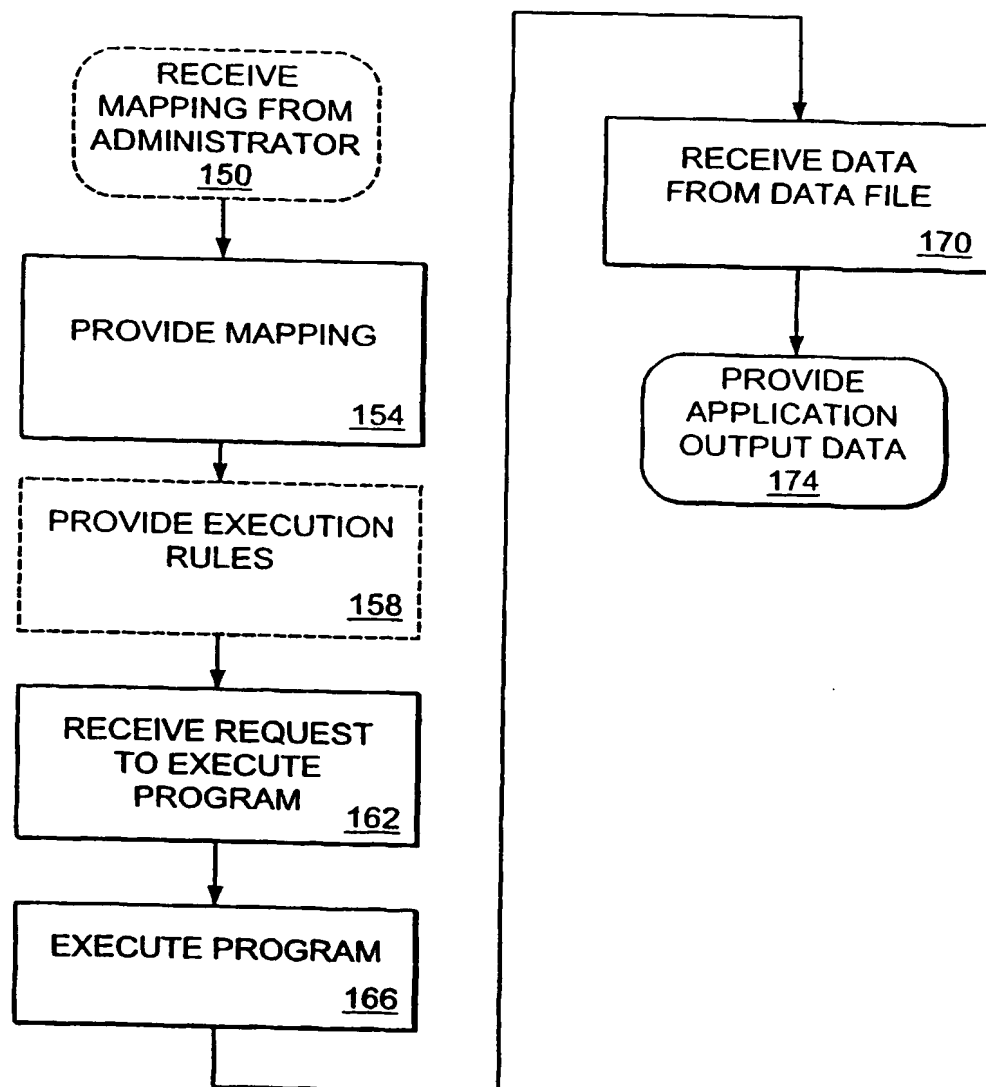 RECEIVE
MAPPING FROM
ADMINISTRATOR
150
PROVIDE MAPPING
154
PROVIDE EXECUTION
RULES
158
RECEIVE REQUEST
TO EXECUTE
PROGRAM
162
EXECUTE PROGRAM
166
RECEIVE DATA
FROM DATA FILE
170
PROVIDE
APPLICATION
OUTPUT DATA
174